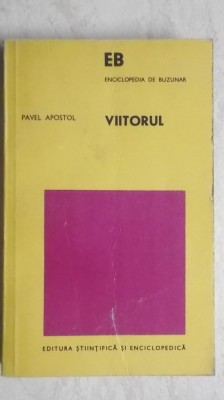 EB
ENCICLOPEDIA DE BUZUNAR
PAVEL APOSTOL
VIITORUL
EDITURA ȘTIINȚIFICĂ ȘI ENCICLOPEDICĂ